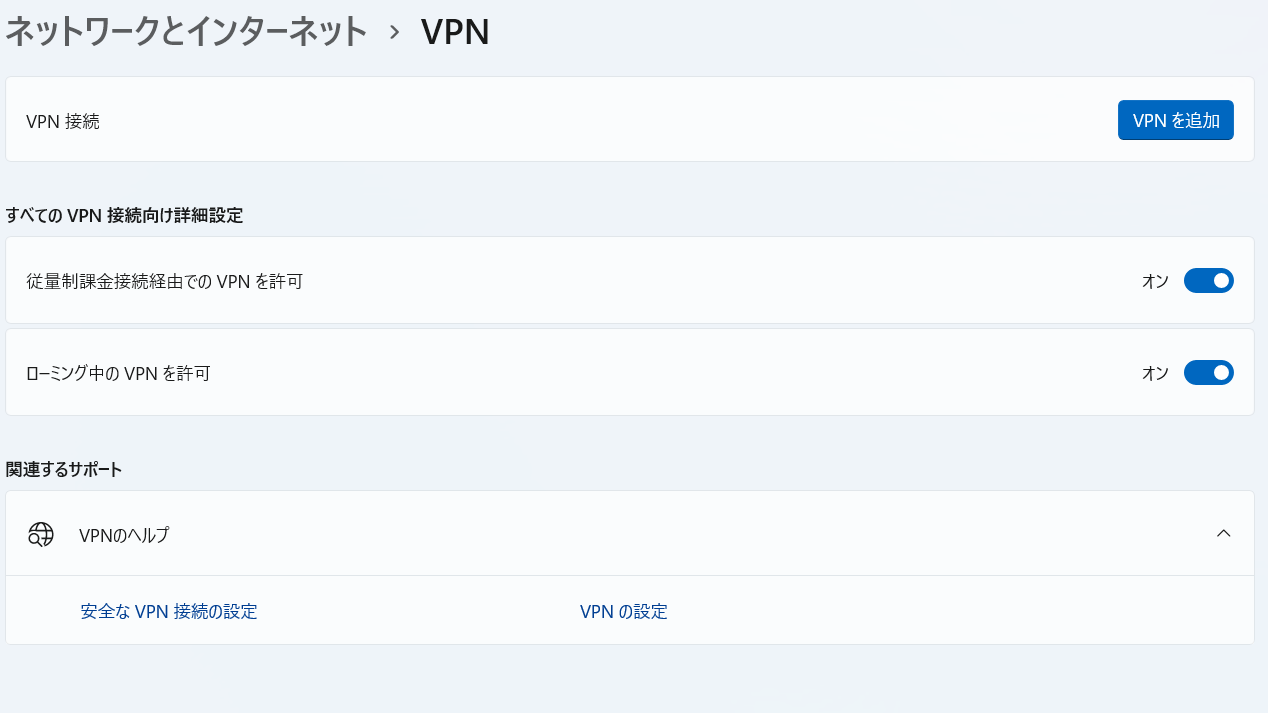 ネットワークとインターネット › VPN
VPN 接続
VPN を追加
すべての VPN 接続向け詳細設定
従量制課金接続経由での VPN を許可
オン
ローミング中の VPN を許可
オン
関連するサポート
VPNのヘルプ
安全な VPN 接続の設定
VPN の設定